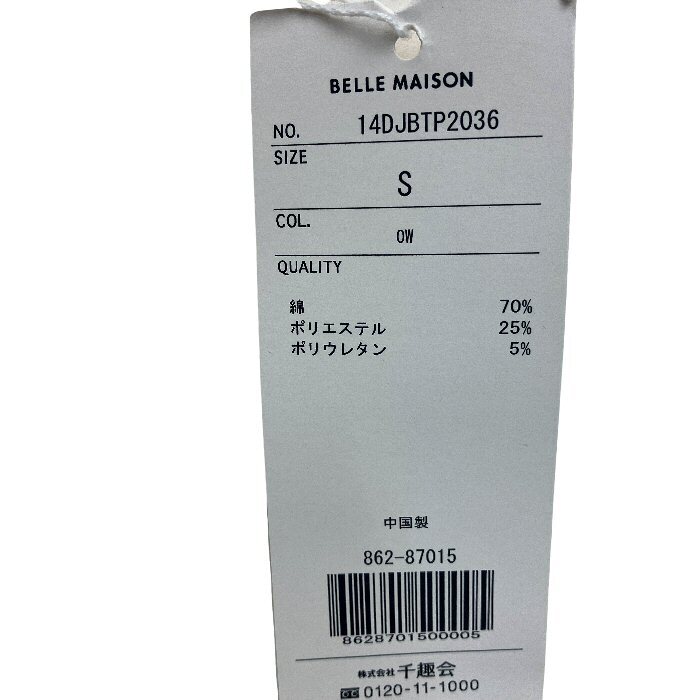 BELLE MAISON
NO. 14DJBTP2036
SIZE
S
COL.
OW
QUALITY
綿 70%
ポリエステル 25%
ポリウレタン 5%
中国製
862-87015
8628701500005
株式会社 千趣会
0120-11-1000